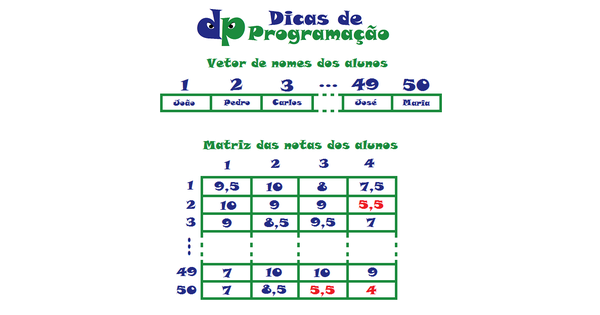 dp Dicas de
Programação
Vetor de nomes dos alunos
1 2 3 ... 49 50
João Pedro Carlos José Maria
Matriz das notas dos alunos
1 2 3 4
1 9,5 10 8 7,5
2 10 9 9 5,5
3 9 8,5 9,5 7
49 7 10 10 9
50 7 8,5 5,5 4